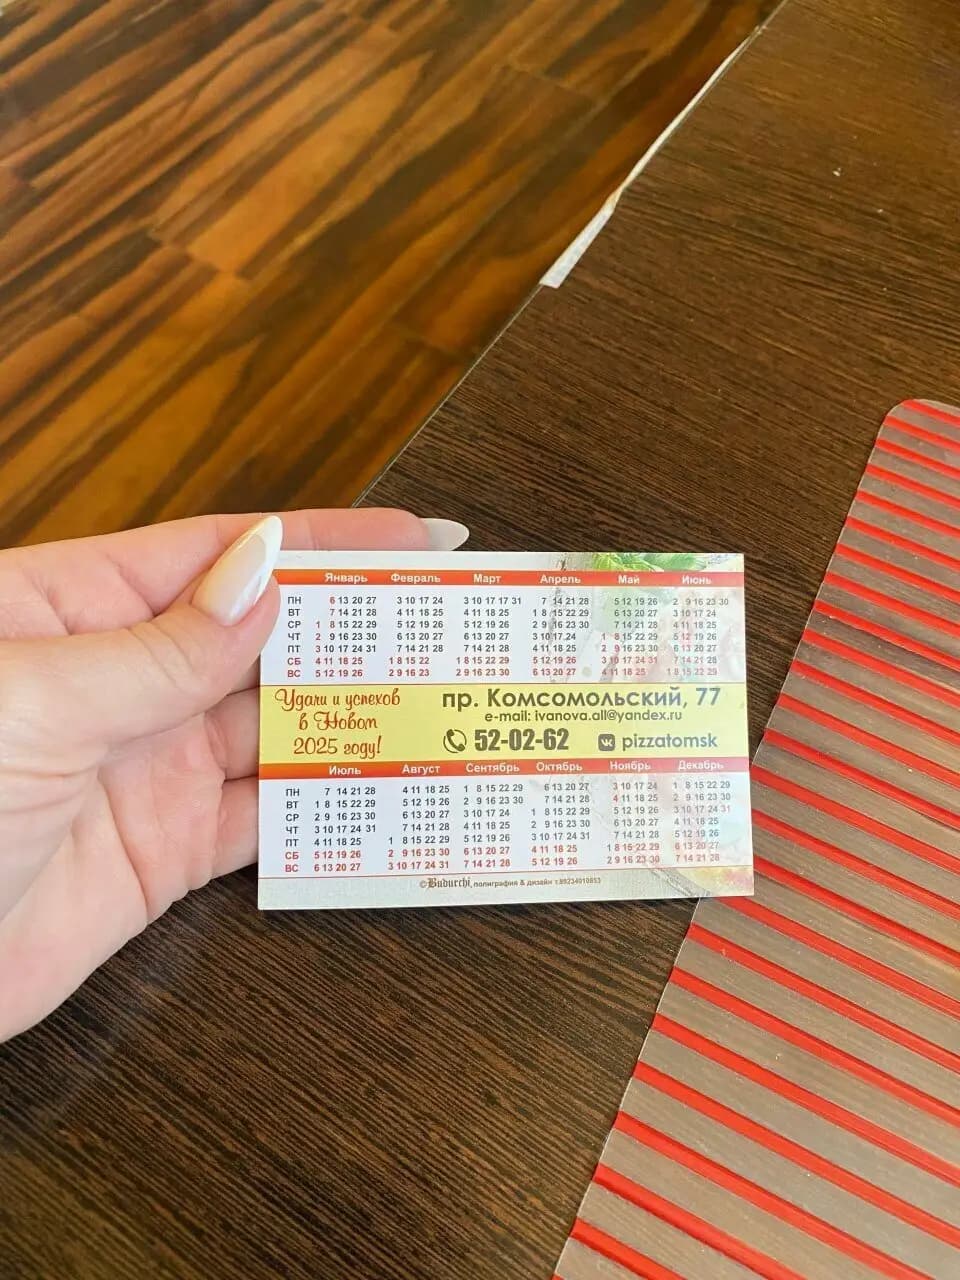 Январь Февраль Март Апрель Май Июнь
ПН 6 13 20 27 3 10 17 24 3 10 17 17 31 7 14 21 28 5 12 19 26 2 9 16 23 30
ВТ 7 14 21 28 4 11 18 25 4 11 18 25 1 8 15 22 29 6 13 20 27 3 10 17 24
СР 1 8 15 22 29 5 12 19 26 5 12 19 26 2 9 16 23 30 7 14 21 28 4 11 18 25
ЧТ 2 9 16 23 30 6 13 20 27 6 13 20 27 3 10 17 24 1 8 15 22 29 5 12 19 26
ПТ 3 10 17 24 31 7 14 21 28 7 14 21 28 4 11 18 25 2 9 16 23 30 6 13 20 27
СБ 4 11 18 25 1 8 15 22 1 8 15 22 29 5 12 19 26 3 10 17 24 31 7 14 21 28
ВС 5 12 19 26 2 9 16 23 2 9 16 23 30 6 13 20 27 4 11 18 25 1 8 15 22 29
Удачи и успехов
в Новом
2025 году!
пр. Комсомольский, 77
e-mail: ivanova.all@yandex.ru
52-02-62 pizzatomsk
Июль Август Сентябрь Октябрь Ноябрь Декабрь
ПН 7 14 21 28 4 11 18 25 1 8 15 22 29 6 13 20 27 3 10 17 24 1 8 15 22 29
ВТ 1 8 15 22 29 5 12 19 26 2 9 16 23 30 7 14 21 28 4 11 18 25 2 9 16 23 30
СР 2 9 16 23 30 6 13 20 27 3 10 17 24 1 8 15 22 29 5 12 19 26 3 10 17 24 31
ЧТ 3 10 17 24 31 7 14 21 28 4 11 18 25 2 9 16 23 30 6 13 20 27 4 11 18 25
ПТ 4 11 18 25 1 8 15 22 29 5 12 19 26 3 10 17 24 31 7 14 21 28 5 12 19 26
СБ 5 12 19 26 2 9 16 23 30 6 13 20 27 4 11 18 25 1 8 15 22 29 6 13 20 27
ВС 6 13 20 27 3 10 17 24 31 7 14 21 28 5 12 19 26 2 9 16 23 30 7 14 21 28
©Budurchi, полиграфия & дизайн т.89234010853